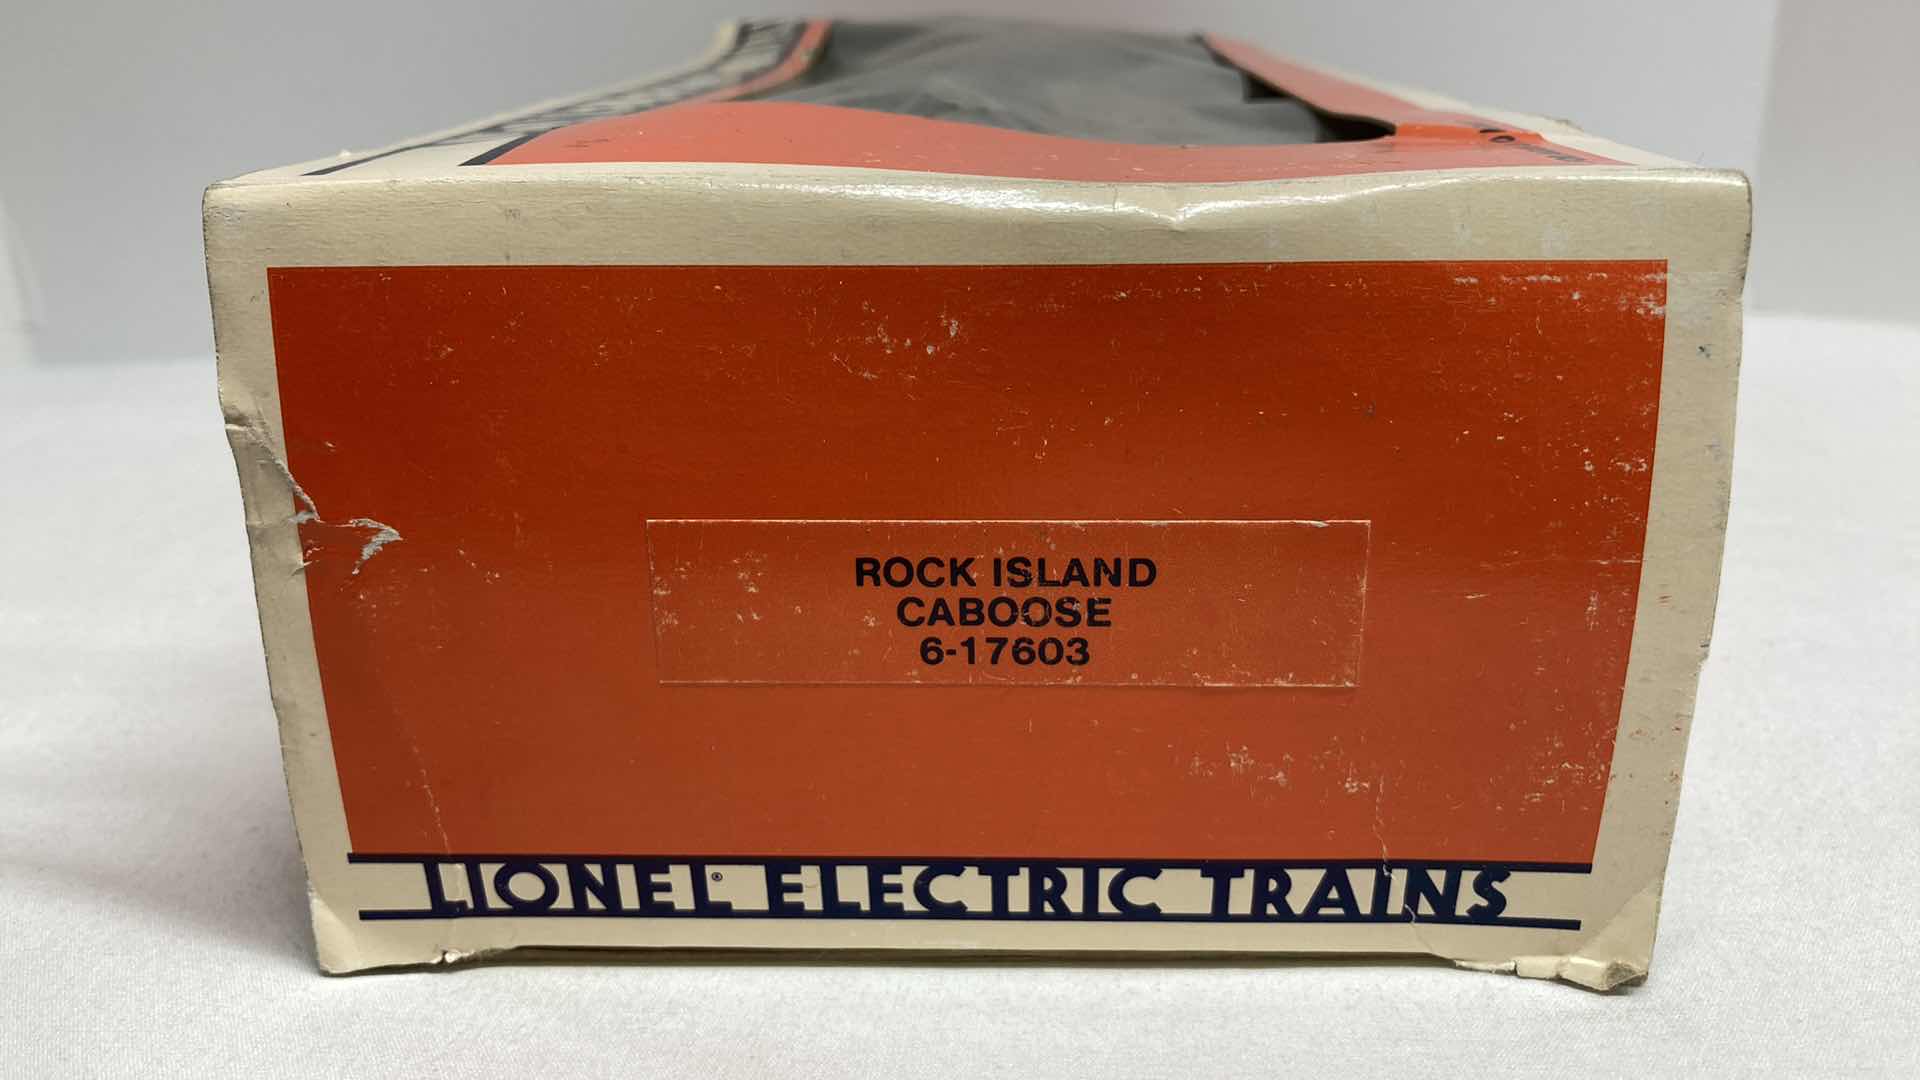 ROCK ISLAND
CABOOSE
6-17603
LIONEL® ELECTRIC TRAINS